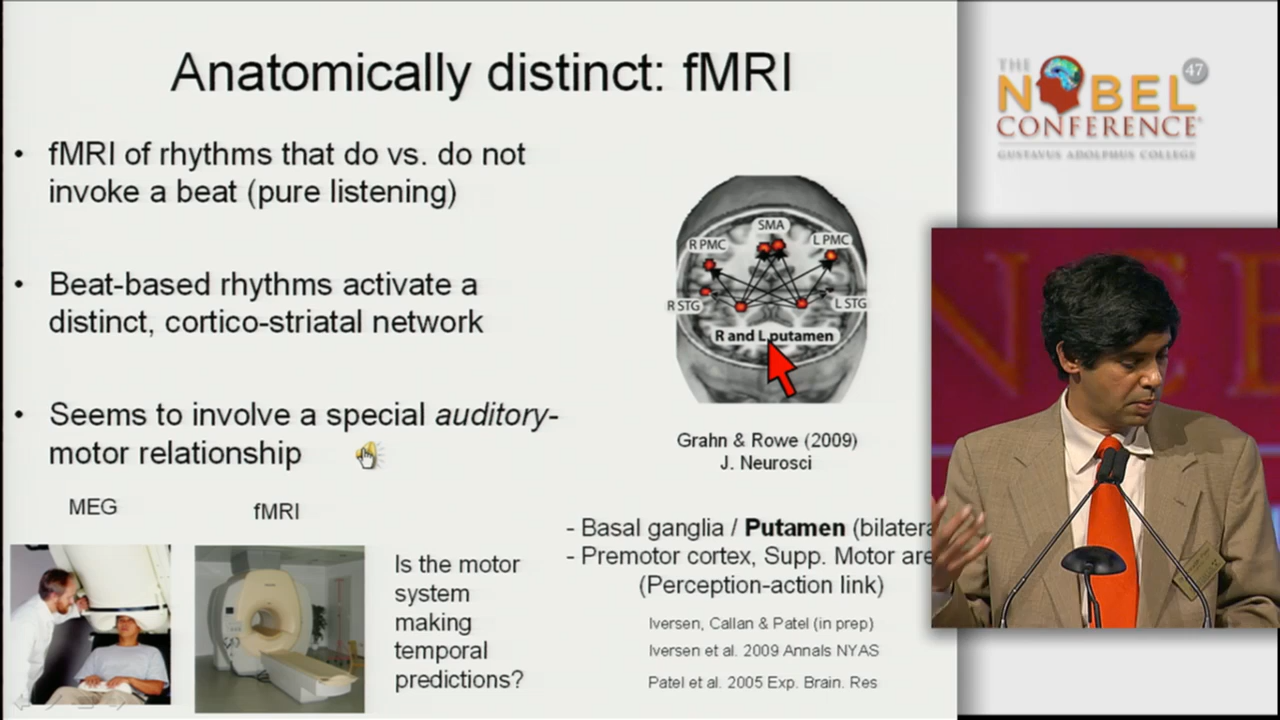 Anatomically distinct: fMRI
• fMRI of rhythms that do vs. do not
invoke a beat (pure listening)
• Beat-based rhythms activate a
distinct, cortico-striatal network
• Seems to involve a special auditory-
motor relationship
MEG
fMRI
Is the motor
system
making
temporal
predictions?
SMA
R PMC
L PMC
R STG
L STG
R and L putamen
Grahn & Rowe (2009)
J. Neurosci
- Basal ganglia / Putamen (bilatera
- Premotor cortex, Supp. Motor are
(Perception-action link)
Iversen, Callan & Patel (in prep)
Iversen et al. 2009 Annals NYAS
Patel et al. 2005 Exp. Brain. Res
THE
NOBEL
47
CONFERENCE
GUSTAVUS ADOLPHUS COLLEGE